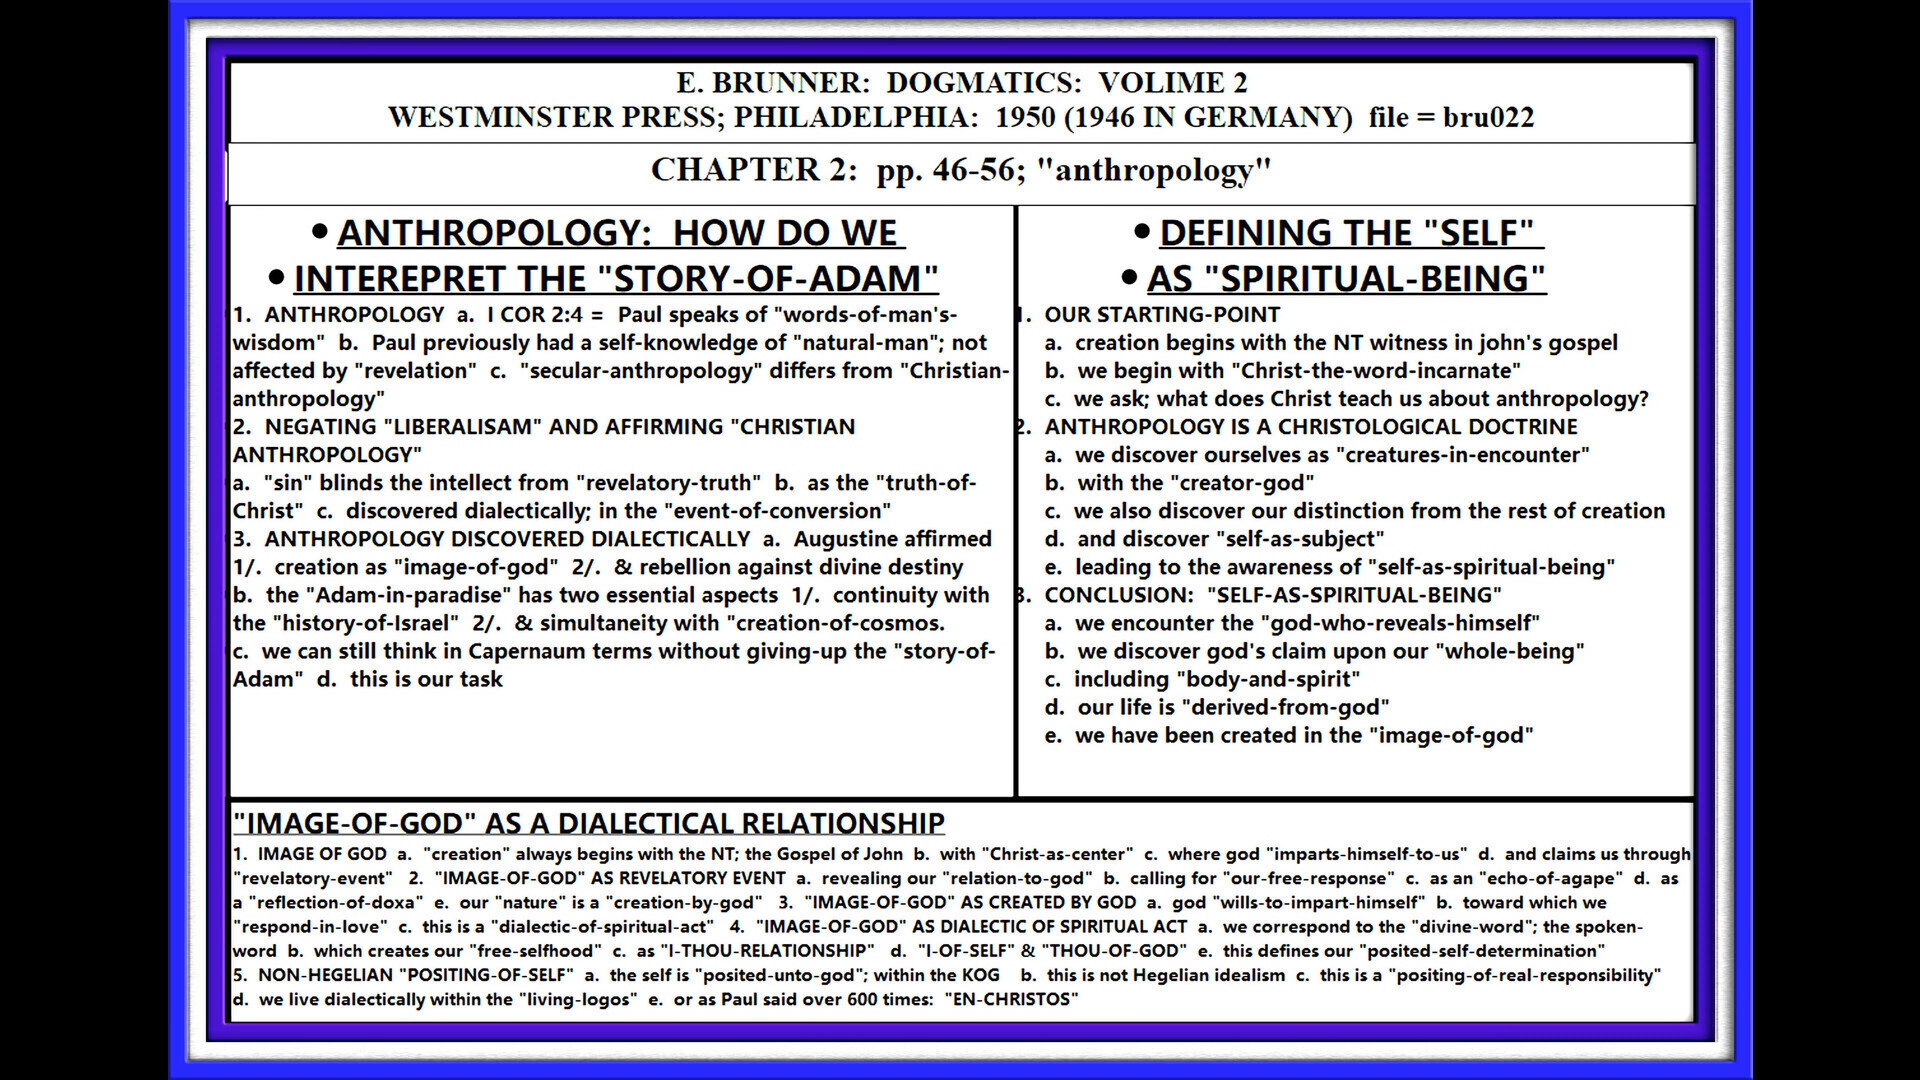 E. BRUNNER:  DOGMATICS:  VOLIME 2
WESTMINSTER PRESS; PHILADELPHIA:  1950 (1946 IN GERMANY)  file = bru022
CHAPTER 2:  pp. 46-56; "anthropology"
• ANTHROPOLOGY:  HOW DO WE
• INTEREPRET THE "STORY-OF-ADAM"
1.  ANTHROPOLOGY  a.  I COR 2:4 =  Paul speaks of "words-of-man's-
wisdom"  b.  Paul previously had a self-knowledge of "natural-man"; not
affected by "revelation"  c.  "secular-anthropology" differs from "Christian-
anthropology"
2.  NEGATING "LIBERALISAM" AND AFFIRMING "CHRISTIAN
ANTHROPOLOGY"
a.  "sin" blinds the intellect from "revelatory-truth"  b.  as the "truth-of-
Christ"  c.  discovered dialectically; in the "event-of-conversion"
3.  ANTHROPOLOGY DISCOVERED DIALECTICALLY  a.  Augustine affirmed
1/.  creation as "image-of-god"  2/.  & rebellion against divine destiny
b.  the "Adam-in-paradise" has two essential aspects  1/.  continuity with
the "history-of-Israel"  2/.  & simultaneity with "creation-of-cosmos.
c.  we can still think in Capernaum terms without giving-up the "story-of-
Adam"  d.  this is our task
• DEFINING THE "SELF"
• AS "SPIRITUAL-BEING"
1.  OUR STARTING-POINT
a.  creation begins with the NT witness in john's gospel
b.  we begin with "Christ-the-word-incarnate"
c.  we ask; what does Christ teach us about anthropology?
2.  ANTHROPOLOGY IS A CHRISTOLOGICAL DOCTRINE
a.  we discover ourselves as "creatures-in-encounter"
b.  with the "creator-god"
c.  we also discover our distinction from the rest of creation
d.  and discover "self-as-subject"
e.  leading to the awareness of "self-as-spiritual-being"
3.  CONCLUSION:  "SELF-AS-SPIRITUAL-BEING"
a.  we encounter the "god-who-reveals-himself"
b.  we discover god's claim upon our "whole-being"
c.  including "body-and-spirit"
d.  our life is "derived-from-god"
e.  we have been created in the "image-of-god"
"IMAGE-OF-GOD" AS A DIALECTICAL RELATIONSHIP
1.  IMAGE OF GOD  a.  "creation" always begins with the NT; the Gospel of John  b.  with "Christ-as-center"  c.  where god "imparts-himself-to-us"  d.  and claims us through
"revelatory-event"  2.  "IMAGE-OF-GOD" AS REVELATORY EVENT  a.  revealing our "relation-to-god"  b.  calling for "our-free-response"  c.  as an "echo-of-agape"  d.  as
a "reflection-of-doxa"  e.  our "nature" is a "creation-by-god"   3.  "IMAGE-OF-GOD" AS CREATED BY GOD  a.  god "wills-to-impart-himself"  b.  toward which we
"respond-in-love"  c.  this is a "dialectic-of-spiritual-act"   4.  "IMAGE-OF-GOD" AS DIALECTIC OF SPIRITUAL ACT  a.  we correspond to the "divine-word"; the spoken-
word  b.  which creates our "free-selfhood"  c.  as "I-THOU-RELATIONSHIP"   d.  "I-OF-SELF" & "THOU-OF-GOD"  e.  this defines our "posited-self-determination"
5.  NON-HEGELIAN "POSITING-OF-SELF"  a.  the self is "posited-unto-god"; within the KOG   b.  this is not Hegelian idealism  c.  this is a "positing-of-real-responsibility"
d.  we live dialectically within the "living-logos"  e.  or as Paul said over 600 times:  "EN-CHRISTOS"